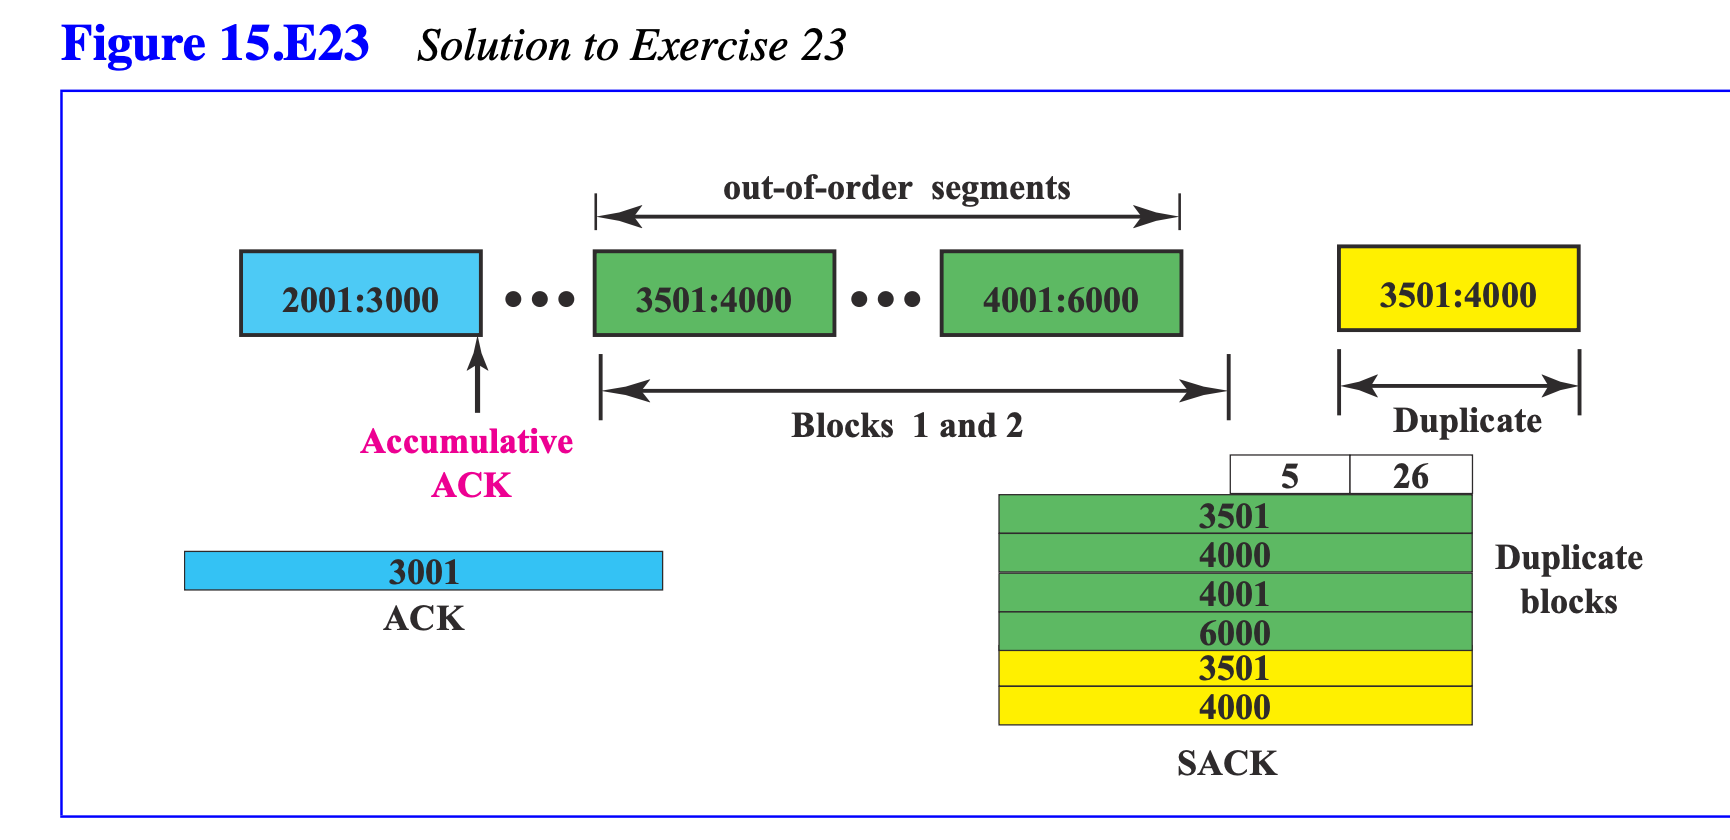 Figure 15.E23 Solution to Exercise 23
out-of-order segments
2001:3000 3501:4000 4001:6000 3501:4000
Blocks 1 and 2
Duplicate
Accumulative
ACK
5 26
3501
4000
4001
6000
3501
4000
Duplicate
blocks
3001
ACK
SACK